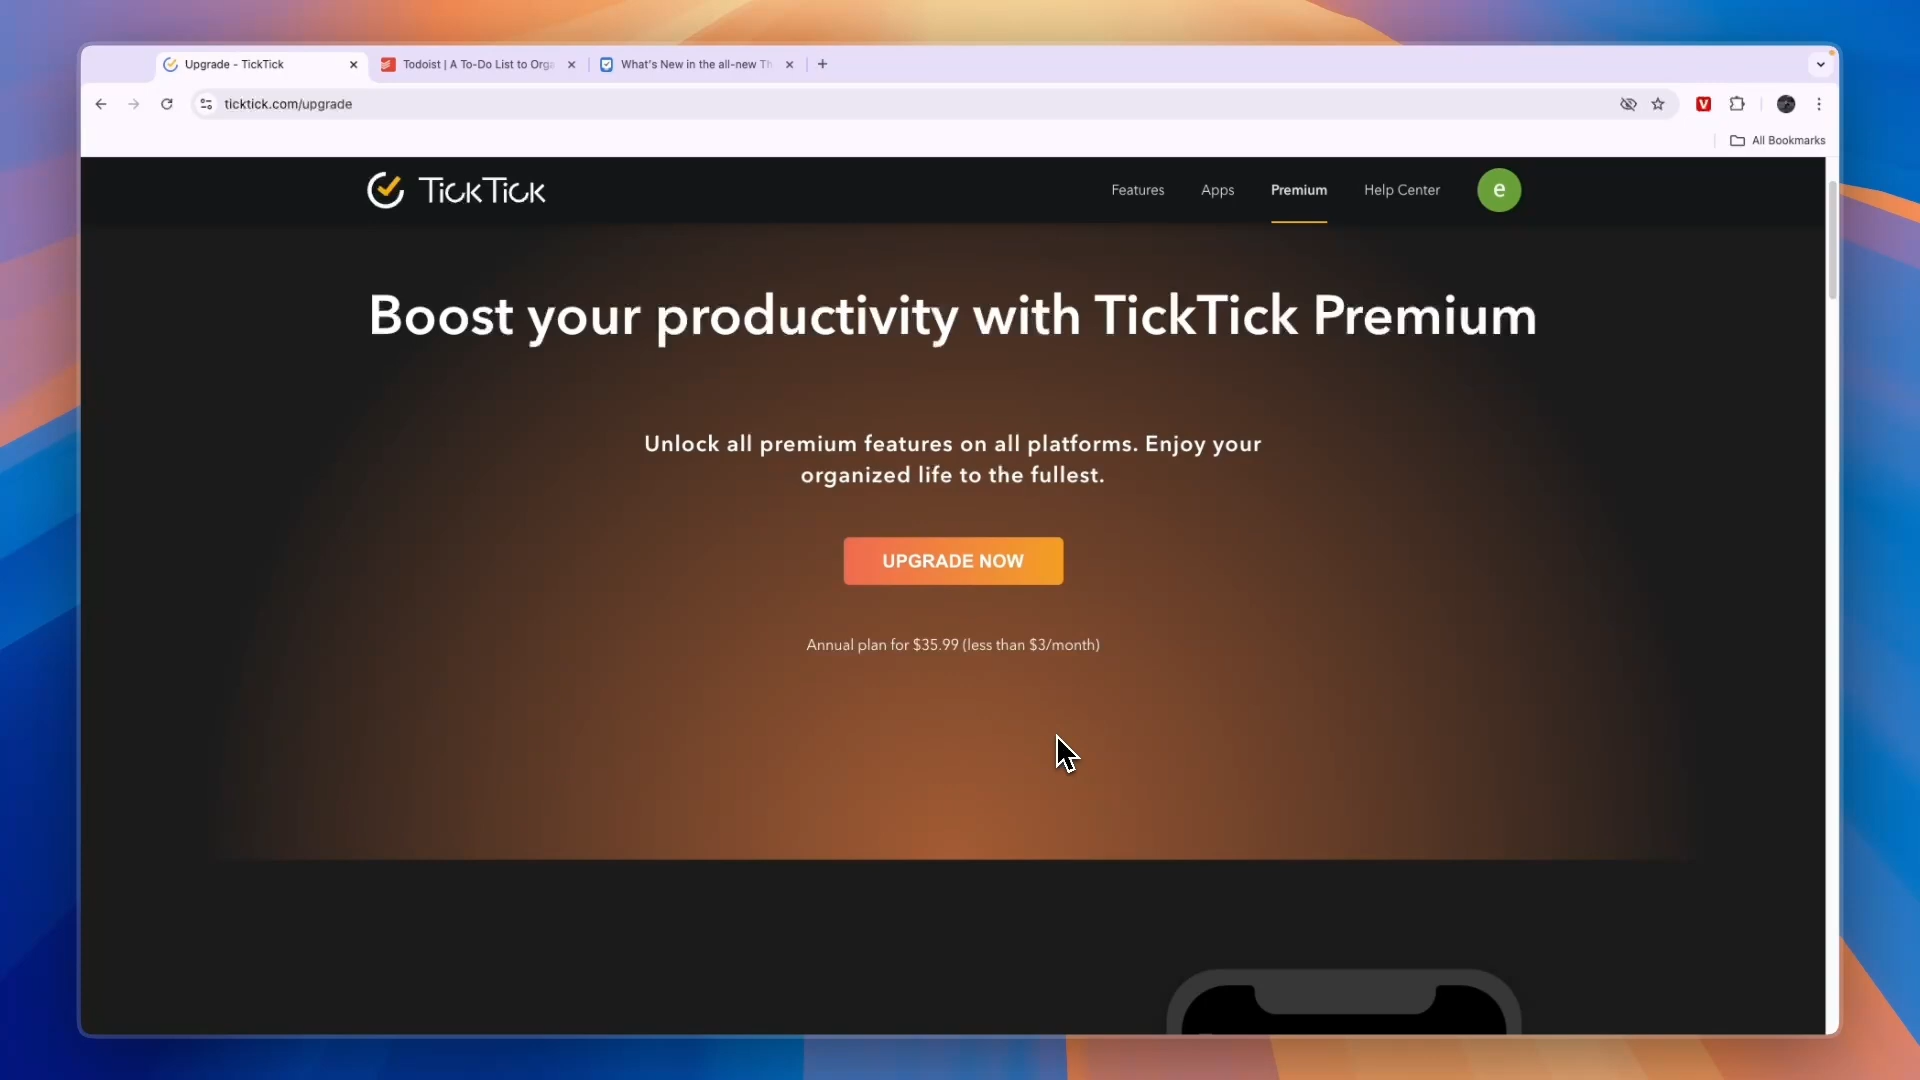 Upgrade - TickTick
Todoist | A To-Do List to Orga
What's New in the all-new Th
ticktick.com/upgrade
V
All Bookmarks
TickTick
Features
Apps
Premium
Help Center
e
Boost your productivity with TickTick Premium
Unlock all premium features on all platforms. Enjoy your
organized life to the fullest.
UPGRADE NOW
Annual plan for $35.99 (less than $3/month)